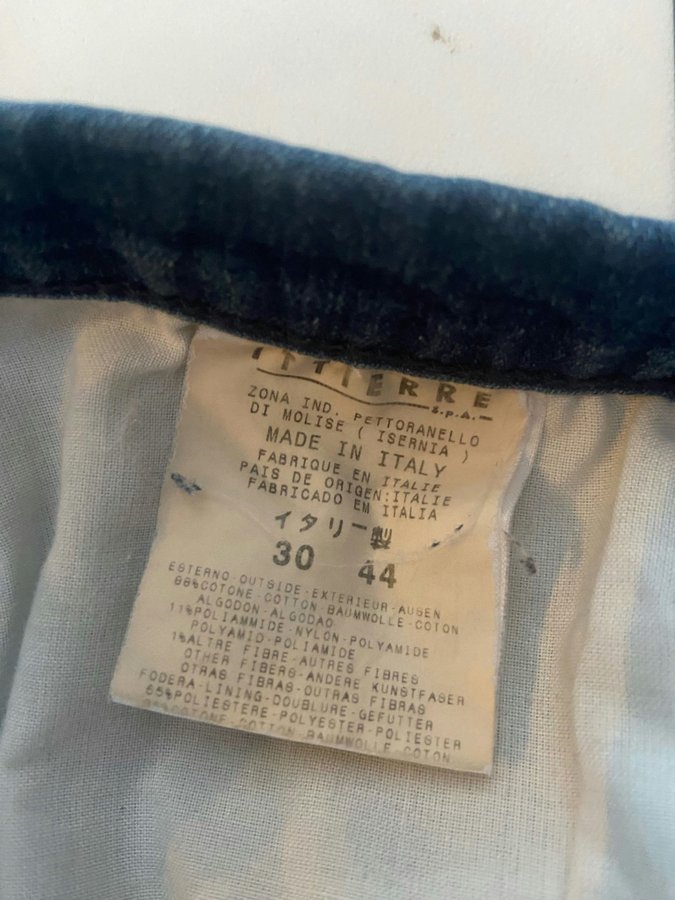 ITTIERRE
S.P.A.
ZONA IND. PETTORANELLO
DI MOLISE ( ISERNIA )
MADE IN ITALY
FABRIQUE EN ITALIE
PAIS DE ORIGEN:ITALIE
FABRICADO EM ITALIA
イタリー製
30 44
ESTERNO-OUTSIDE-EXTERIEUR-AUSEN
88%COTONE-COTTON-BAUMWOLLE-COTON
ALGODON-ALGODAO
11%POLIAMMIDE-NYLON-POLYAMIDE
POLYAMID-POLIAMIDE
1%ALTRE FIBRE-AUTRES FIBRES
OTHER FIBERS-ANDERE KUNSTFASER
OTRAS FIBRAS-OUTRAS FIBRAS
FODERA-LINING-DOUBLURE-GEFUTTER
65%POLIESTERE-POLYESTER-POLIESTER
COTONE-COTTON-BAUMWOLLE-COTON